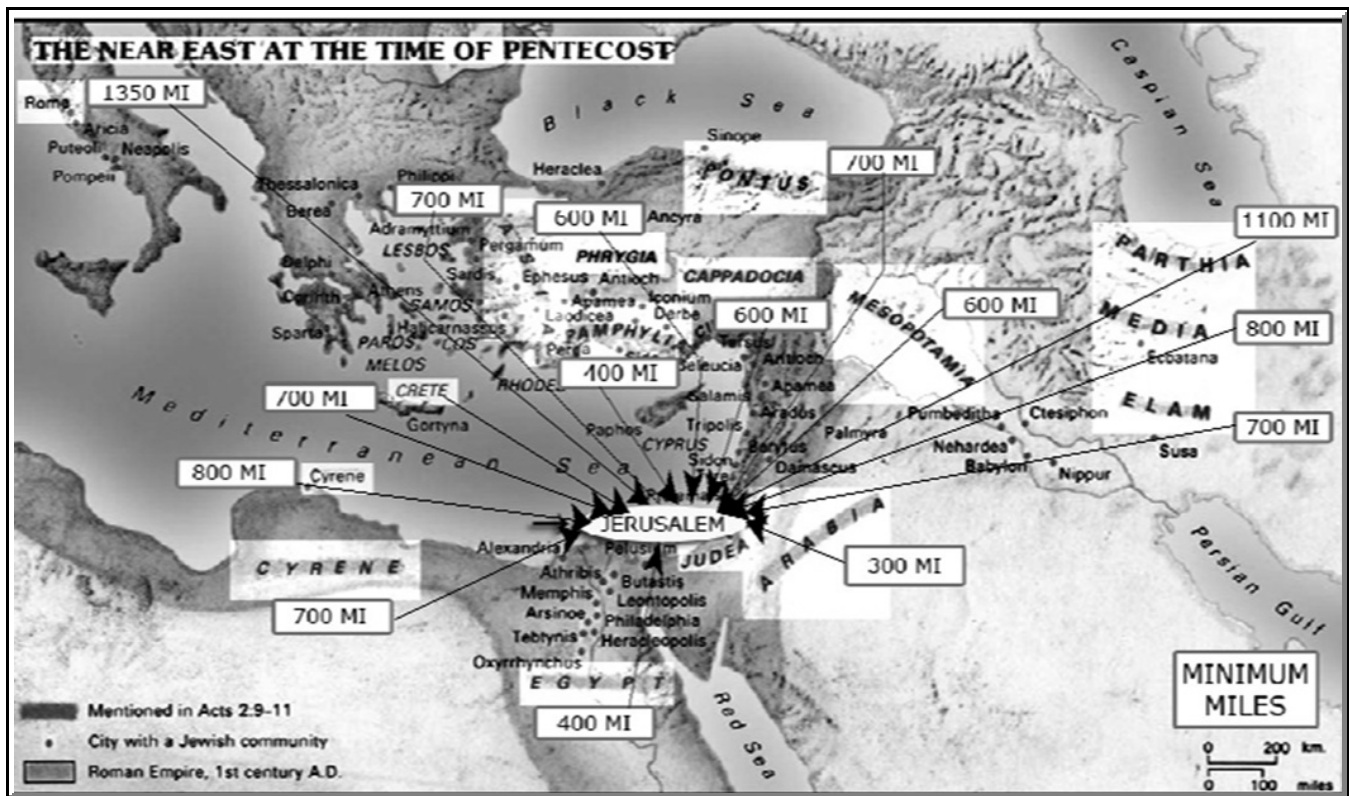 THE NEAR EAST AT THE TIME OF PENTECOST
Caspian Sea
Black Sea
Rome
1350 MI
Aricia
Puteoli
Neapolis
Pompeii
Sinope
PONTUS
700 MI
Heraclea
Thessalonica
Philippi
Berea
700 MI
600 MI
Ancyra
1100 MI
PARTHIA
Adramyttium
LESBOS
Pergamum
PHRYGIA
CAPPADOCIA
Delphi
Sardis
Ephesus
Antioch
MESOPOTAMIA
600 MI
MEDIA
800 MI
Corinth
Athens
SAMOS
Apamea
Iconium
Laodicea
Derbe
600 MI
Sparta
Halicarnassus
PAROS
COS
PAMPHYLI
Tersus
Ecbatana
MELOS
Perga
Seleucia
Antioch
RHODES
400 MI
Apamea
ELAM
CRETE
700 MI
Salamis
Arados
Pumbeditha
Ctesiphon
Gortyna
Paphos
CYPRUS
Tripolis
Palmyra
Nehardea
700 MI
Mediterranean Sea
Berytus
Babylon
Susa
800 MI
Cyrene
Sidon
Tyre
Damascus
Nippur
JERUSALEM
ARABIA
Alexandria
Pelusium
JUDEA
CYRENE
Athribis
Butastis
300 MI
Persian Gulf
Memphis
Leontopolis
700 MI
Arsinoe
Philadelphia
Tebtynis
Heracleopolis
Oxyrrhynchus
EGYPT
400 MI
Red Sea
MINIMUM
MILES
Mentioned in Acts 2:9-11
City with a Jewish community
Roman Empire, 1st century A.D.
0 200 km.
0 100 miles